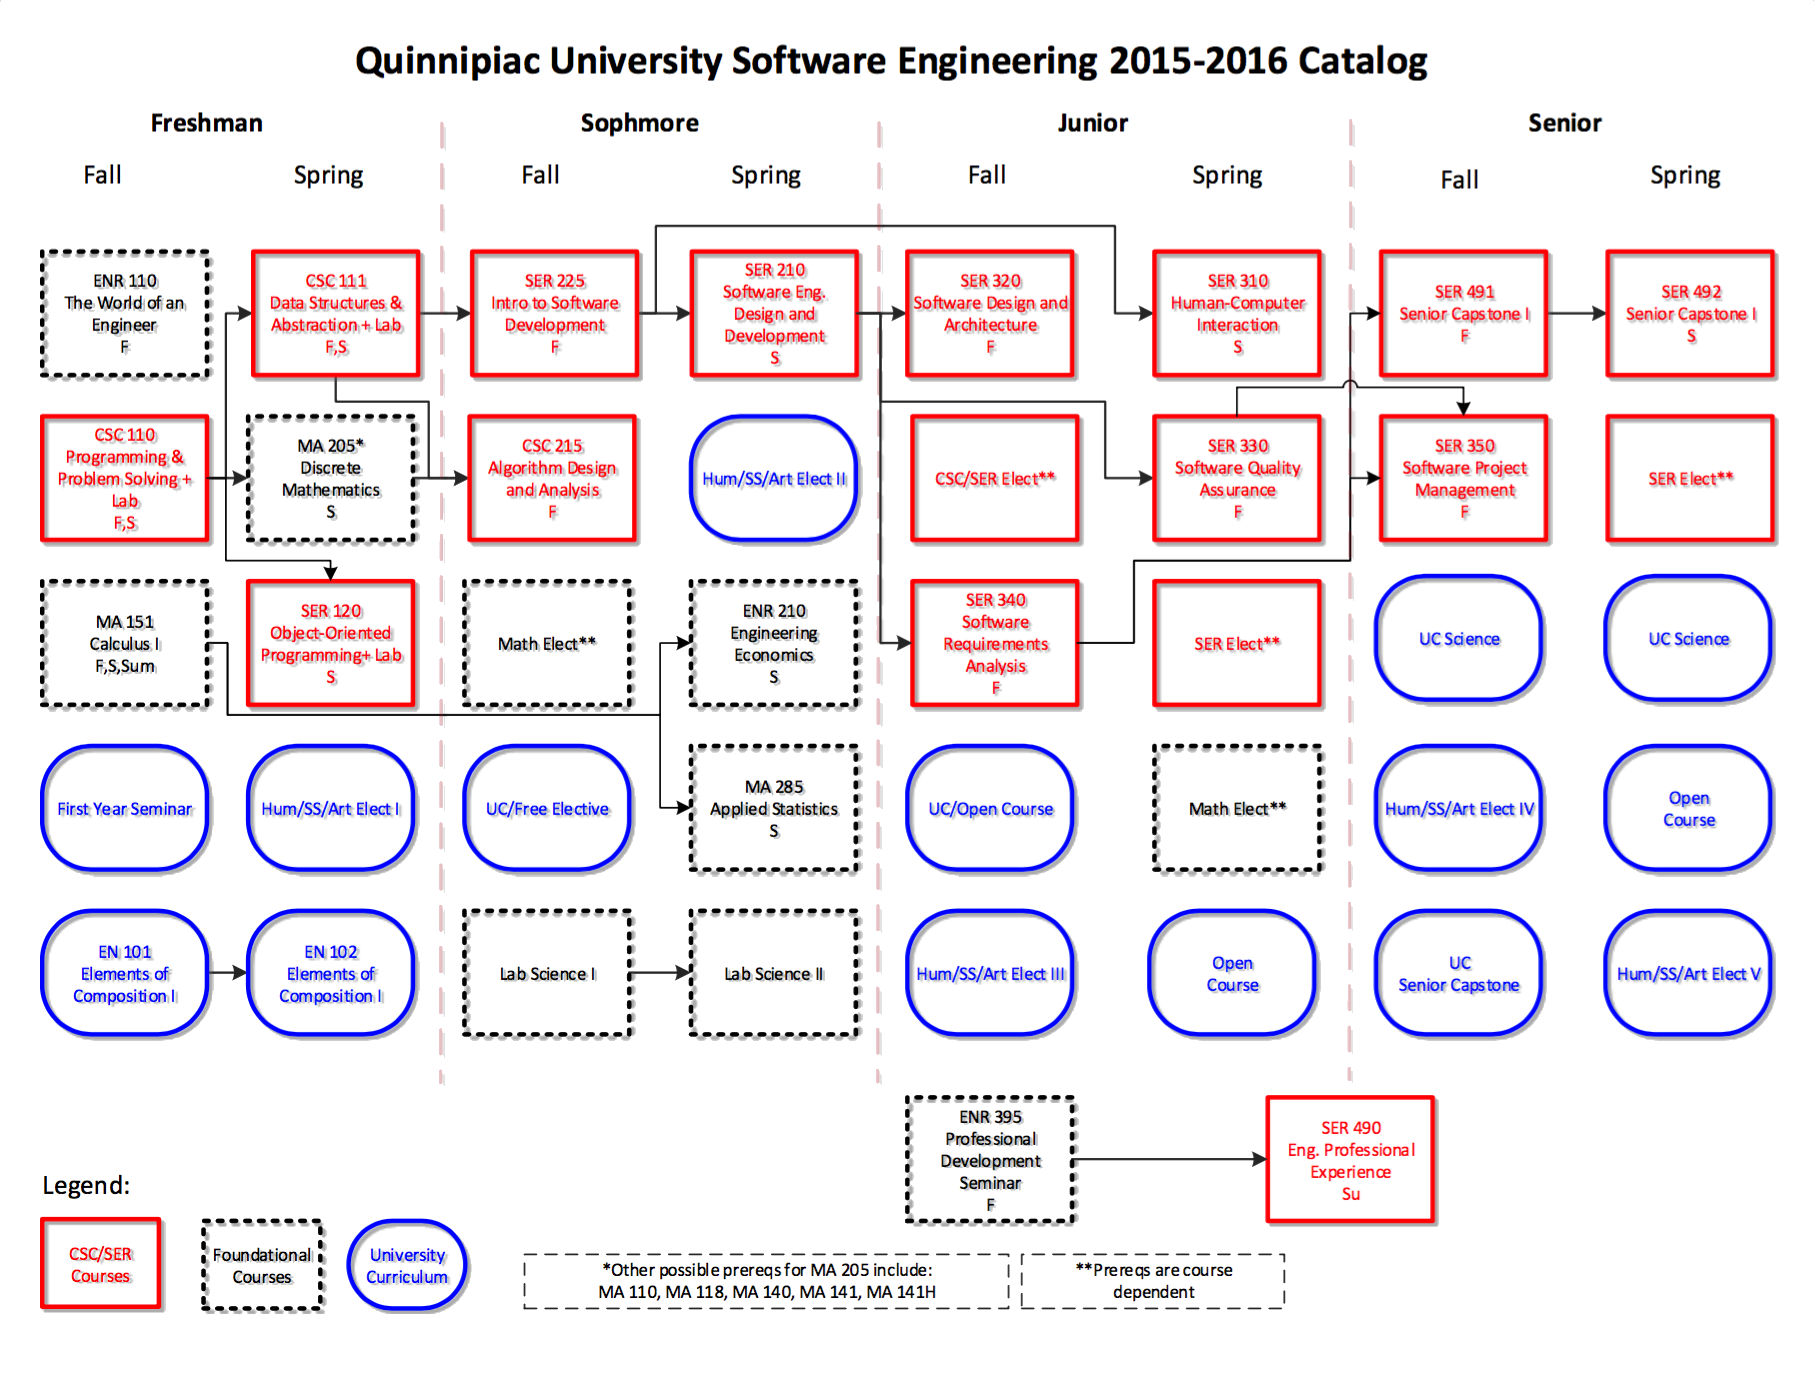 Quinnipiac University Software Engineering 2015-2016 Catalog
Freshman
Sophmore
Junior
Senior
Fall
Spring
Fall
Spring
Fall
Spring
Fall
Spring
ENR 110
The World of an
Engineer
F
CSC 111
Data Structures &
Abstraction + Lab
F,S
SER 225
Intro to Software
Development
F
SER 210
Software Eng.
Design and
Development
S
SER 320
Software Design and
Architecture
F
SER 310
Human-Computer
Interaction
S
SER 491
Senior Capstone I
F
SER 492
Senior Capstone I
S
CSC 110
Programming &
Problem Solving +
Lab
F,S
MA 205*
Discrete
Mathematics
S
CSC 215
Algorithm Design
and Analysis
F
Hum/SS/Art Elect II
CSC/SER Elect**
SER 330
Software Quality
Assurance
F
SER 350
Software Project
Management
F
SER Elect**
MA 151
Calculus I
F,S,Sum
SER 120
Object-Oriented
Programming+ Lab
S
Math Elect**
ENR 210
Engineering
Economics
S
SER 340
Software
Requirements
Analysis
F
SER Elect**
UC Science
UC Science
First Year Seminar
Hum/SS/Art Elect I
UC/Free Elective
MA 285
Applied Statistics
S
UC/Open Course
Math Elect**
Hum/SS/Art Elect IV
Open
Course
EN 101
Elements of
Composition I
EN 102
Elements of
Composition I
Lab Science I
Lab Science II
Hum/SS/Art Elect III
Open
Course
UC
Senior Capstone
Hum/SS/Art Elect V
ENR 395
Professional
Development
Seminar
F
SER 490
Eng. Professional
Experience
Su
Legend:
CSC/SER
Courses
Foundational
Courses
University
Curriculum
*Other possible prereqs for MA 205 include:
MA 110, MA 118, MA 140, MA 141, MA 141H
**Prereqs are course
dependent